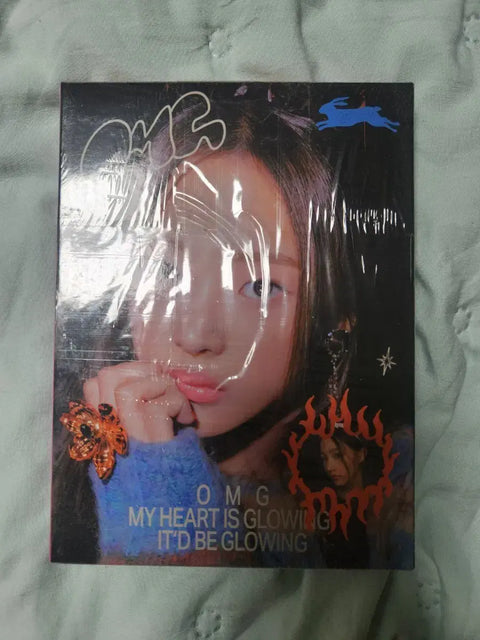 OMG
O M G
MY HEART IS GLOWING
IT'D BE GLOWING